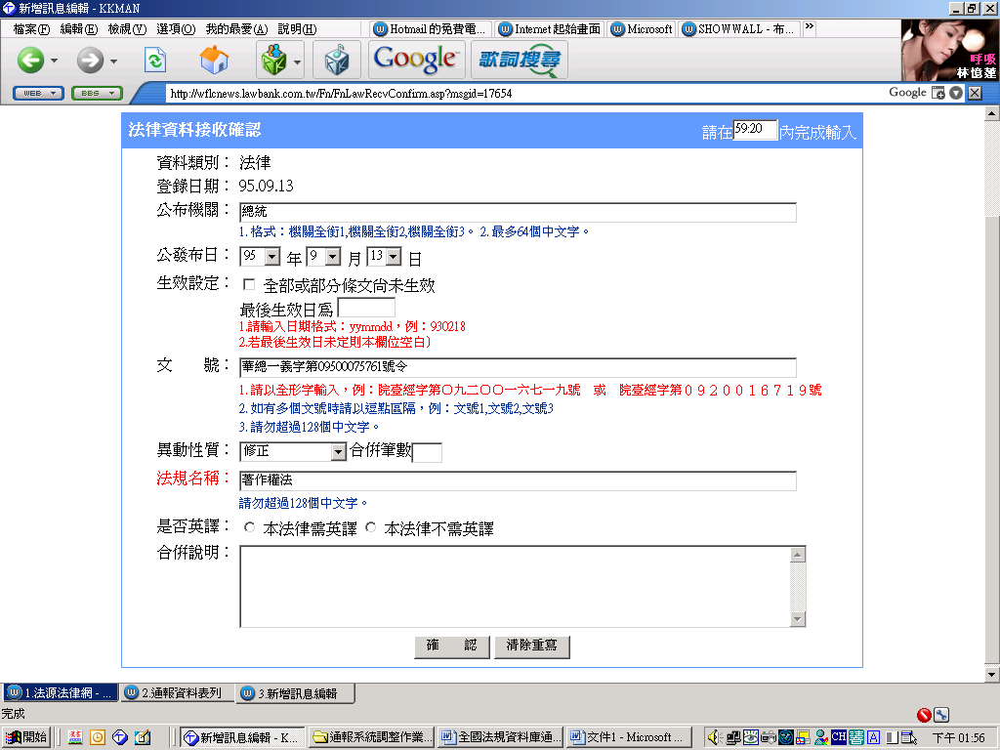 新增訊息編輯 - KKMAN
檔案(F) 編輯(E) 檢視(V) 選項(O) 我的最愛(A) 說明(H) Hotmail 的免費電... Internet 起始畫面 Microsoft SHOWWALL - 布... »
Google 歌詞搜尋
呼吸
林憶蓮
WEB BBS http://wflcnews.lawbank.com.tw/Fn/FnLawRecvConfirm.asp?msgid=17654 Google
法律資料接收確認 請在 59:20 內完成輸入
資料類別： 法律
登錄日期： 95.09.13
公布機關： 總統
1. 格式：機關全銜1,機關全銜2,機關全銜3。 2. 最多64個中文字。
公發布日： 95 年 9 月 13 日
生效設定： 全部或部分條文尚未生效
最後生效日為
1.請輸入日期格式：yymmdd，例：930218
2.若最後生效日未定則本欄位空白〕
文　　號： 華總一義字第09500075761號令
1. 請以全形字輸入，例：院臺經字第○九二○○一六七一九號　或　院臺經字第０９２００１６７１９號
2. 如有多個文號時請以逗點區隔，例：文號1,文號2,文號3
3. 請勿超過128個中文字。
異動性質： 修正 合併筆數
法規名稱： 著作權法
請勿超過128個中文字。
是否英譯： 本法律需英譯 本法律不需英譯
合併說明：
確　認 清除重寫
1.法源法律網 - ... 2.通報資料表列 3.新增訊息編輯
完成
開始 新增訊息編輯 - K... 通報系統調整作業... 全國法規資料庫通... 文件1 - Microsoft ... CH A 下午 01:56